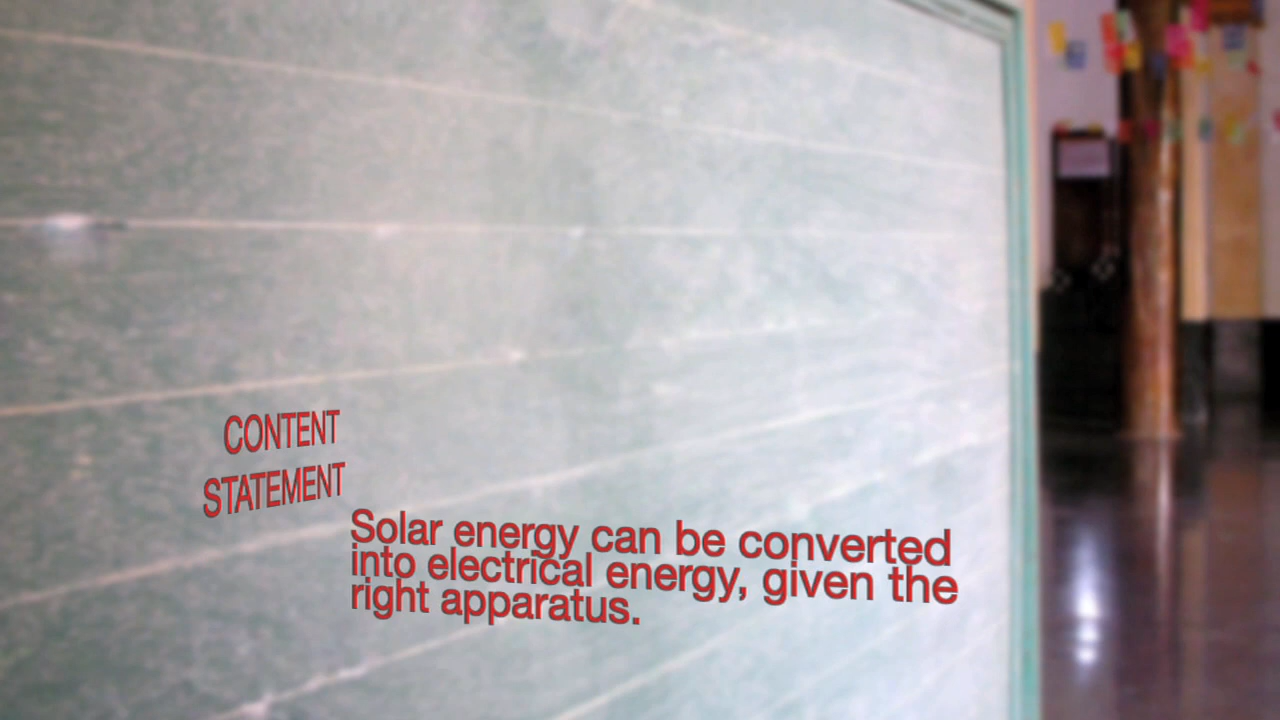 CONTENT
STATEMENT
Solar energy can be converted
into electrical energy, given the
right apparatus.